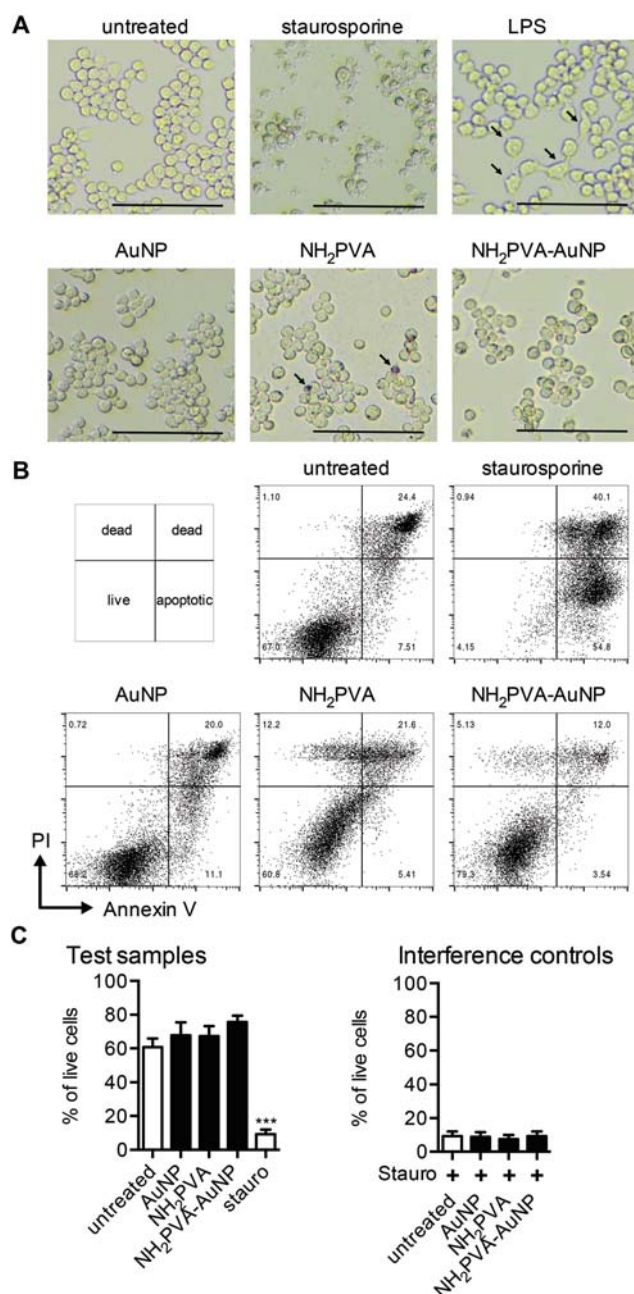 A
untreated staurosporine LPS
AuNP NH₂PVA NH₂PVA-AuNP
B
untreated staurosporine
dead dead
live apoptotic
1.10 24.4
67.0 7.51
0.94 40.1
4.15 54.8
AuNP NH₂PVA NH₂PVA-AuNP
0.72 20.0
68.2 11.1
12.2 21.6
60.8 5.41
5.13 12.0
79.3 3.54
PI
Annexin V
C
Test samples
% of live cells
100
80
60
40
20
0
***
untreated
AuNP
NH₂PVA
NH₂PVA-AuNP
stauro
Interference controls
% of live cells
100
80
60
40
20
0
Stauro + + + +
untreated
AuNP
NH₂PVA
NH₂PVA-AuNP